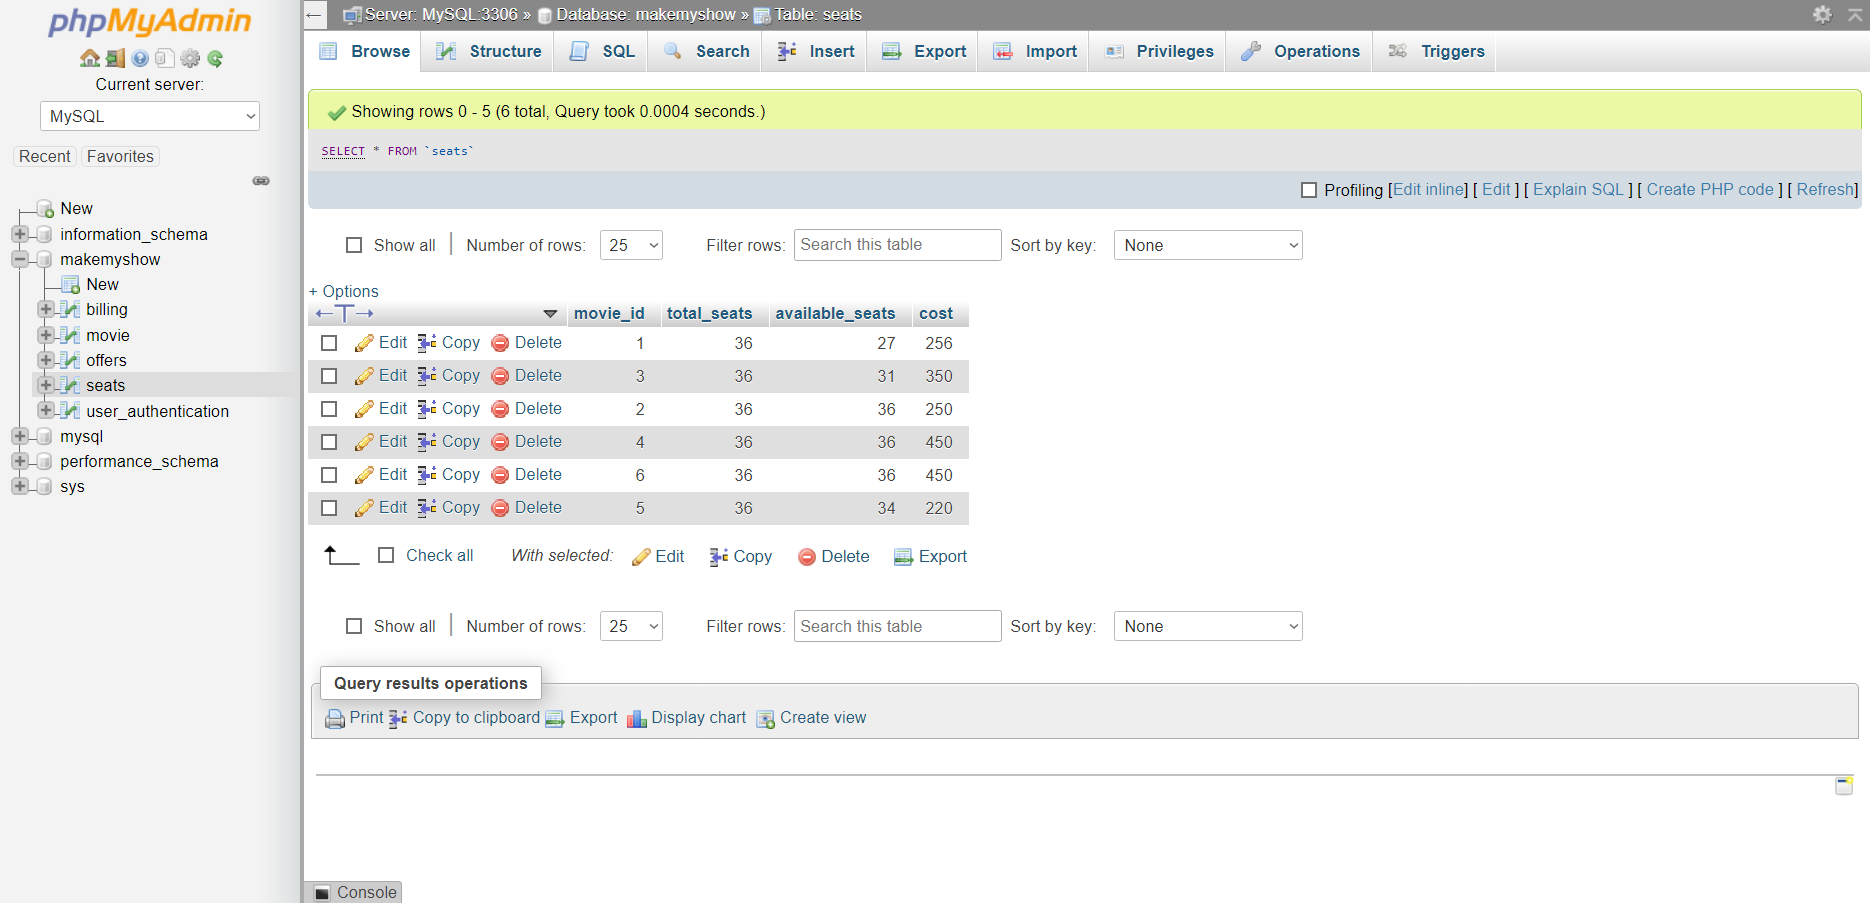 phpMyAdmin
Current server:
MySQL
Recent Favorites
New
information_schema
makemyshow
New
billing
movie
offers
seats
user_authentication
mysql
performance_schema
sys
Server: MySQL:3306 » Database: makemyshow » Table: seats
Browse Structure SQL Search Insert Export Import Privileges Operations Triggers
Showing rows 0 - 5 (6 total, Query took 0.0004 seconds.)
SELECT * FROM `seats`
Profiling [Edit inline] [ Edit ] [ Explain SQL ] [ Create PHP code ] [ Refresh]
Show all | Number of rows: 25 Filter rows: Search this table Sort by key: None
+ Options
←T→ movie_id total_seats available_seats cost
Edit Copy Delete 1 36 27 256
Edit Copy Delete 3 36 31 350
Edit Copy Delete 2 36 36 250
Edit Copy Delete 4 36 36 450
Edit Copy Delete 6 36 36 450
Edit Copy Delete 5 36 34 220
Check all With selected: Edit Copy Delete Export
Show all | Number of rows: 25 Filter rows: Search this table Sort by key: None
Query results operations
Print Copy to clipboard Export Display chart Create view
Console